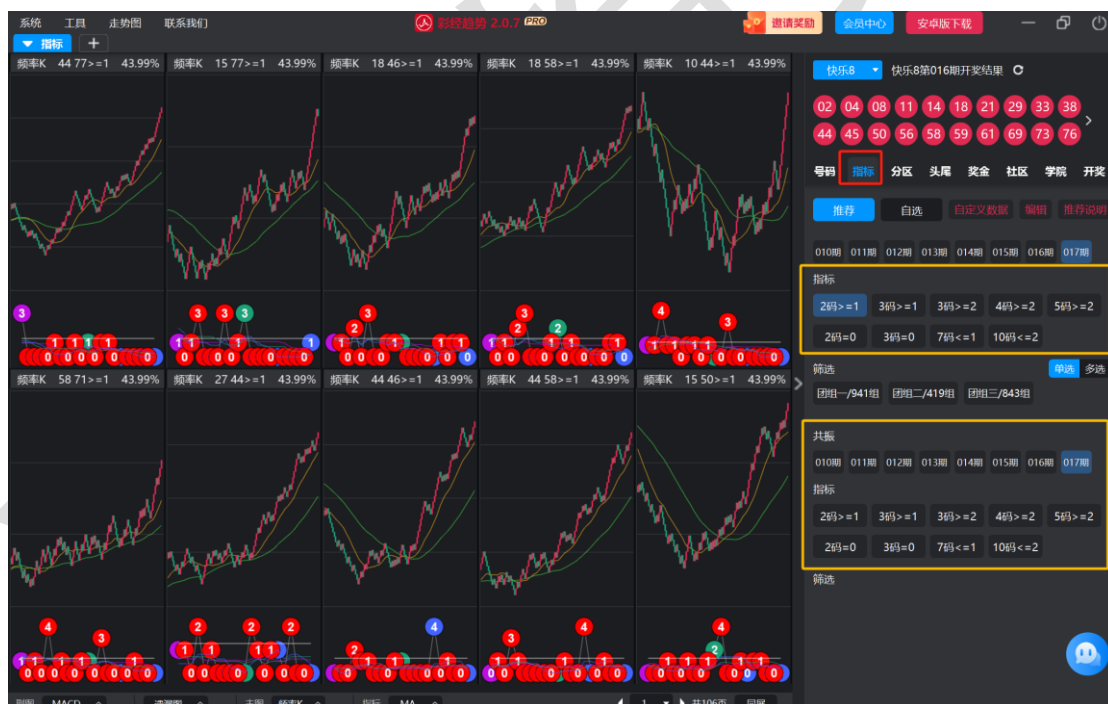 系统 工具 走势图 联系我们 彩经趋势 2.0.7 PRO 邀请奖励 会员中心 安卓版下载
指标 +
频率K 44 77>=1 43.99% 频率K 15 77>=1 43.99% 频率K 18 46>=1 43.99% 频率K 18 58>=1 43.99% 频率K 10 44>=1 43.99%
快乐8 快乐8第016期开奖结果
02 04 08 11 14 18 21 29 33 38
44 45 50 56 58 59 61 69 73 76
号码 指标 分区 头尾 奖金 社区 学院 开奖
推荐 自选 自定义数据 编辑 推荐说明
010期 011期 012期 013期 014期 015期 016期 017期
指标
2码>=1 3码>=1 3码>=2 4码>=2 5码>=2
2码=0 3码=0 7码<=1 10码<=2
频率K 58 71>=1 43.99% 频率K 27 44>=1 43.99% 频率K 44 46>=1 43.99% 频率K 44 58>=1 43.99% 频率K 15 50>=1 43.99%
筛选 单选 多选
团组一/941组 团组二/419组 团组三/843组
共振
010期 011期 012期 013期 014期 015期 016期 017期
指标
2码>=1 3码>=1 3码>=2 4码>=2 5码>=2
2码=0 3码=0 7码<=1 10码<=2
筛选
副图 MACD 主图 频率K 指标 MA 1 共106页 同屏